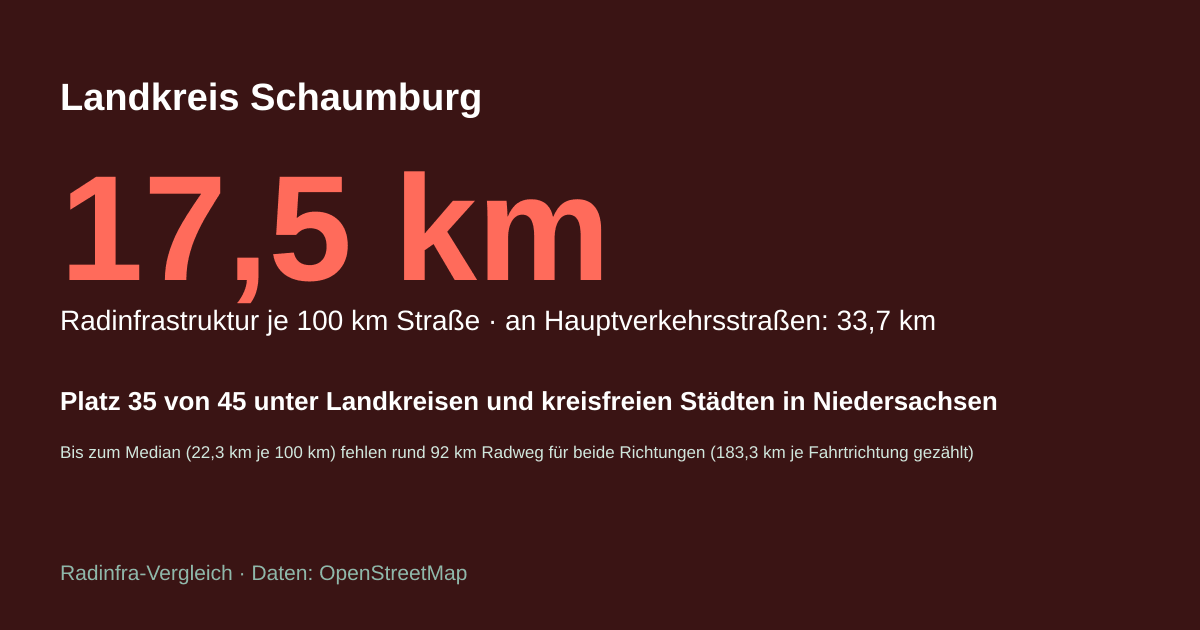 Landkreis Schaumburg
17,5 km
Radinfrastruktur je 100 km Straße · an Hauptverkehrsstraßen: 33,7 km
Platz 35 von 45 unter Landkreisen und kreisfreien Städten in Niedersachsen
Bis zum Median (22,3 km je 100 km) fehlen rund 92 km Radweg für beide Richtungen (183,3 km je Fahrtrichtung gezählt)
Radinfra-Vergleich · Daten: OpenStreetMap